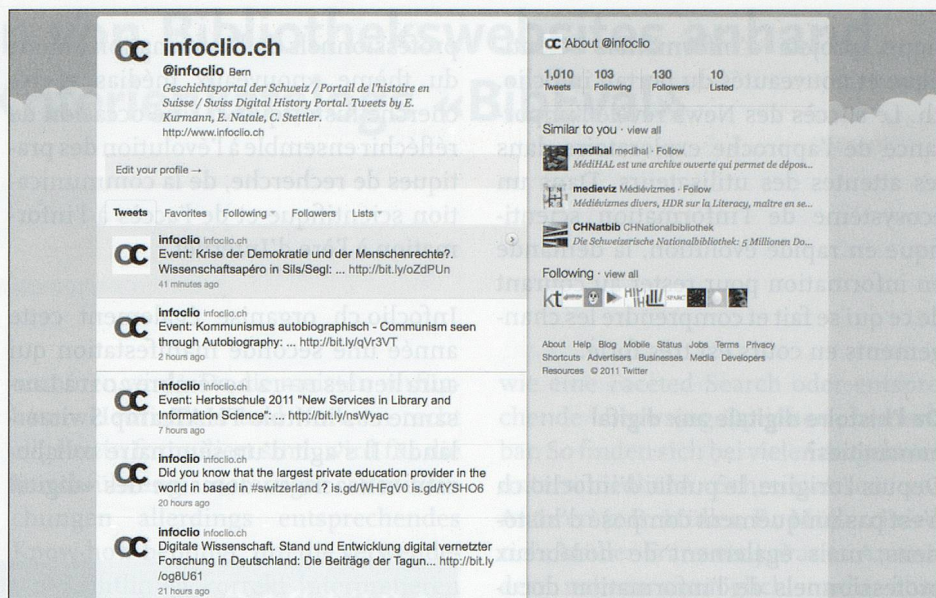 infoclio.ch
@infoclio Bern
Geschichtsportal der Schweiz / Portail de l'histoire en
Suisse / Swiss Digital History Portal. Tweets by E.
Kurmann, E. Natale, C. Stettler.
http://www.infoclio.ch
Edit your profile →
Tweets Favorites Following Followers Lists
infoclio infoclio.ch
Event: Krise der Demokratie und der Menschenrechte?.
Wissenschaftsapéro in Sils/Segl: ... http://bit.ly/oZdPUn
41 minutes ago
infoclio infoclio.ch
Event: Kommunismus autobiographisch - Communism seen
through Autobiography: ... http://bit.ly/qVr3VT
2 hours ago
infoclio infoclio.ch
Event: Herbstschule 2011 "New Services in Library and
Information Science": ... http://bit.ly/nsWyac
7 hours ago
infoclio infoclio.ch
Did you know that the largest private education provider in the
world in based in #switzerland ? is.gd/WHFgV0 is.gd/tYSHO6
20 hours ago
infoclio infoclio.ch
Digitale Wissenschaft. Stand und Entwicklung digital vernetzter
Forschung in Deutschland: Die Beiträge der Tagun... http://bit.ly
/og8U61
21 hours ago
About @infoclio
1,010 103 130 10
Tweets Following Followers Listed
Similar to you · view all
medihal medihal · Follow
MédiHAL est une archive ouverte qui permet de dépos...
medieviz Médiévizmes · Follow
Médiévizmes divers, HDR sur la Literacy, maître en se...
CHNatbib CHNationalbibliothek
Die Schweizerische Nationalbibliothek: 5 Millionen Do...
Following · view all
About Help Blog Mobile Status Jobs Terms Privacy
Shortcuts Advertisers Businesses Media Developers
Resources © 2011 Twitter